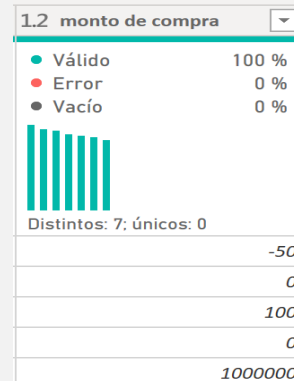 1.2 monto de compra
Válido 100 %
Error 0 %
Vacío 0 %
Distintos: 7; únicos: 0
-50
0
100
0
1000000